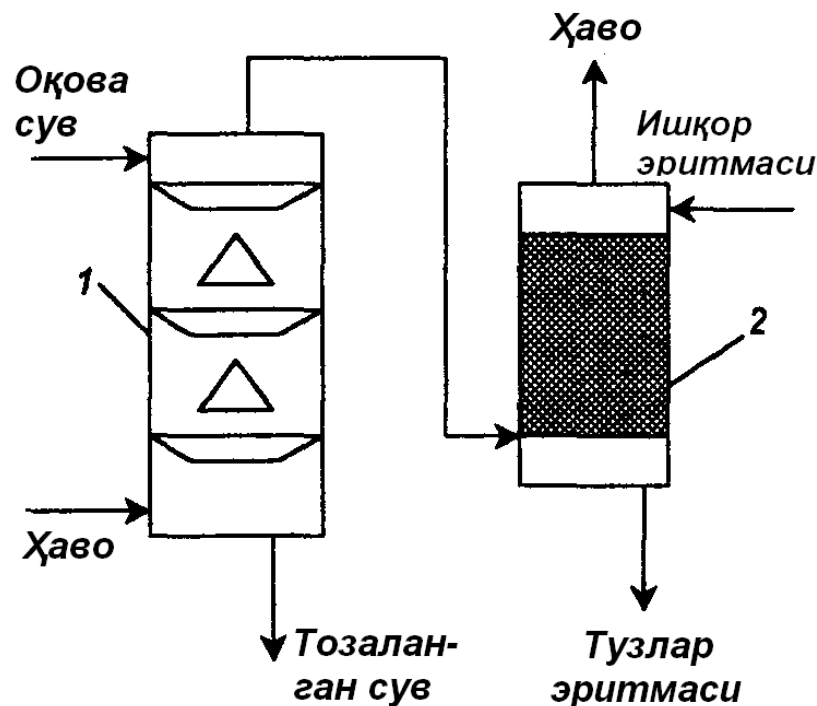 Ҳаво
Оқова
сув
Ишқор
эритмаси
1
2
Ҳаво
Тозалан-
ган сув
Тузлар
эритмаси